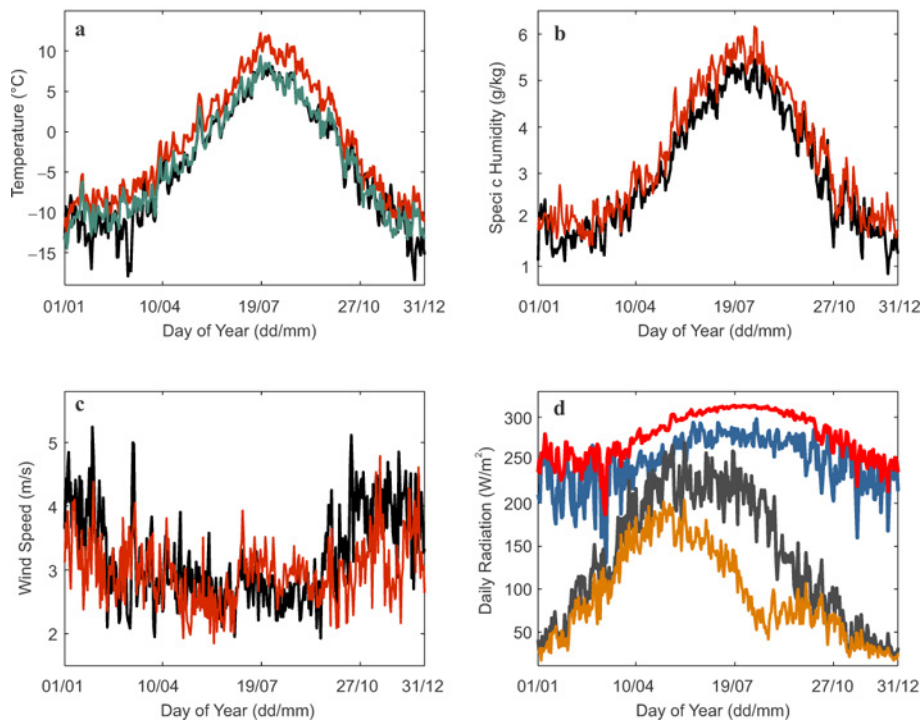 a
10
5
0
−5
−10
−15
Temperature (°C)
01/01 10/04 19/07 27/10 31/12
Day of Year (dd/mm)
b
6
5
4
3
2
1
Speci c Humidity (g/kg)
01/01 10/04 19/07 27/10 31/12
Day of Year (dd/mm)
c
5
4
3
2
Wind Speed (m/s)
01/01 10/04 19/07 27/10 31/12
Day of Year (dd/mm)
d
300
250
200
150
100
50
Daily Radiation (W/m²)
01/01 10/04 19/07 27/10 31/12
Day of Year (dd/mm)